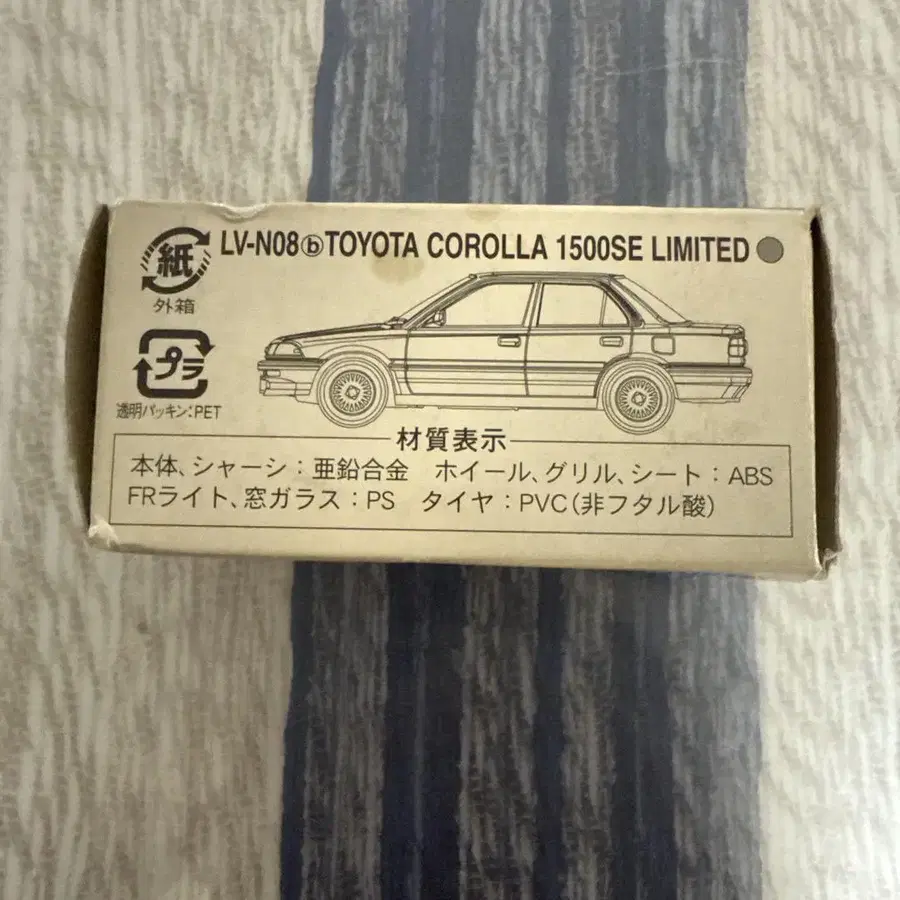 LV-N08ⓑTOYOTA COROLLA 1500SE LIMITED
紙
外箱
プラ
透明パッキン:PET
材質表示
本体、シャーシ:亜鉛合金 ホイール、グリル、シート:ABS
FRライト、窓ガラス:PS タイヤ:PVC(非フタル酸)